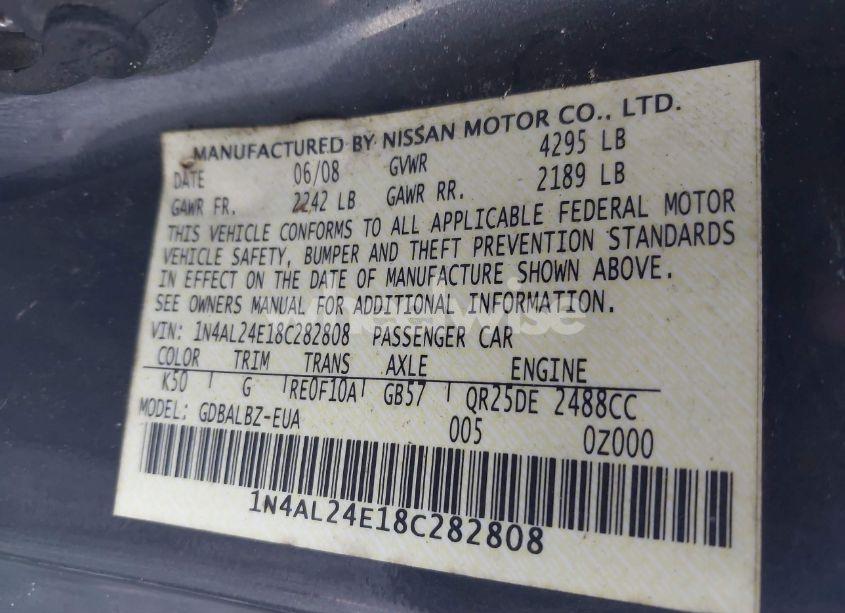 MANUFACTURED BY NISSAN MOTOR CO., LTD.
DATE 06/08 GVWR 4295 LB
GAWR FR. 2242 LB GAWR RR. 2189 LB
THIS VEHICLE CONFORMS TO ALL APPLICABLE FEDERAL MOTOR
VEHICLE SAFETY, BUMPER AND THEFT PREVENTION STANDARDS
IN EFFECT ON THE DATE OF MANUFACTURE SHOWN ABOVE.
SEE OWNERS MANUAL FOR ADDITIONAL INFORMATION.
VIN: 1N4AL24E18C282808 PASSENGER CAR
COLOR TRIM TRANS AXLE ENGINE
K50 G RE0F10A GB57 QR25DE 2488CC
MODEL: GDBALBZ-EUA 005 0Z000
1N4AL24E18C282808